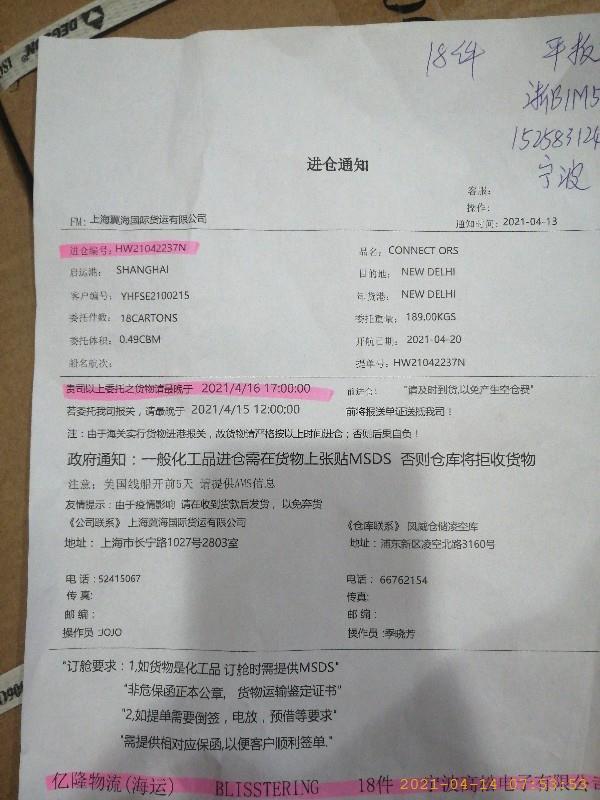 18件 平板
浙B1M5
152583124
宁波
进仓通知
客服:
操作:
FM: 上海冀海国际货运有限公司 通知时间: 2021-04-13
进仓编号: HW21042237N 品名: CONNECT ORS
启运港: SHANGHAI 目的地: NEW DELHI
客户编号: YHFSE2100215 卸货港: NEW DELHI
委托件数: 18CARTONS 委托重量: 189.00KGS
委托体积: 0.49CBM 开航日期: 2021-04-20
船名航次: 提单号: HW21042237N
贵司以上委托之货物请最晚于 2021/4/16 17:00:00 前进仓: "请及时到货,以免产生空仓费"
若委托我司报关, 请最晚于 2021/4/15 12:00:00 前将报送单证送抵我司!
注: 由于海关实行货物进港报关, 故货物请严格按以上时间进仓; 否则后果自负!
政府通知: 一般化工品进仓需在货物上张贴MSDS 否则仓库将拒收货物
注意: 美国线船开前5天 请提供AMS信息
友情提示: 由于疫情影响 请在收到货款后发货, 以免弃货
《公司联系》 上海冀海国际货运有限公司 《仓库联系》 凤威仓储凌空库
地址: 上海市长宁路1027号2803室 地址: 浦东新区凌空北路3160号
电话: 52415067 电话: 66762154
传真: 传真:
邮编: 邮编:
操作员:JOJO 操作员:季晓芳
"订舱要求: 1,如货物是化工品 订舱时需提供MSDS"
"非危保函正本公章, 货物运输鉴定证书"
"2,如提单需要倒签, 电放, 预借等要求"
"需提供相对应保函,以便客户顺利签单."
亿隆物流(海运) BLISSTERING 18件
2021-04-14 07:53:53